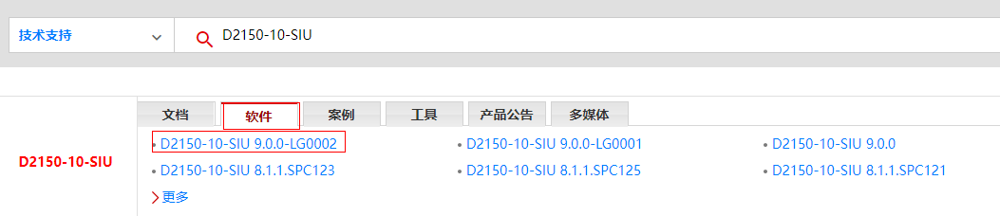 技术支持 D2150-10-SIU
文档 软件 案例 工具 产品公告 多媒体
D2150-10-SIU 9.0.0-LG0002 D2150-10-SIU 9.0.0-LG0001 D2150-10-SIU 9.0.0
D2150-10-SIU
D2150-10-SIU 8.1.1.SPC123 D2150-10-SIU 8.1.1.SPC125 D2150-10-SIU 8.1.1.SPC121
更多